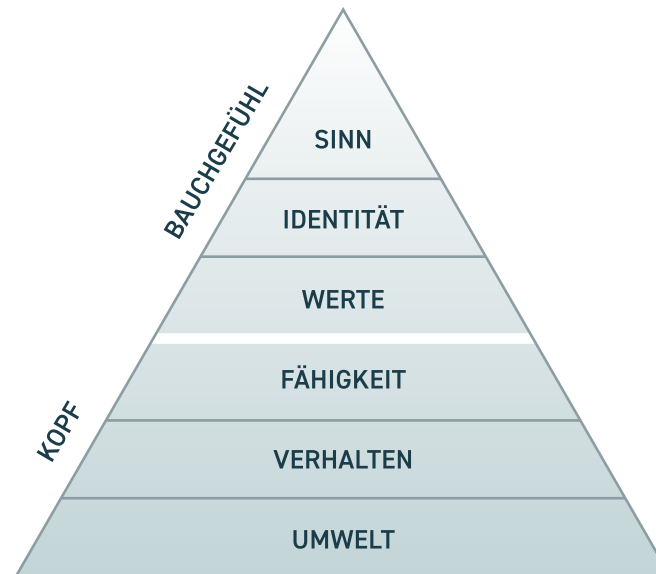 BAUCHGEFÜHL
SINN
IDENTITÄT
WERTE
KOPF
FÄHIGKEIT
VERHALTEN
UMWELT